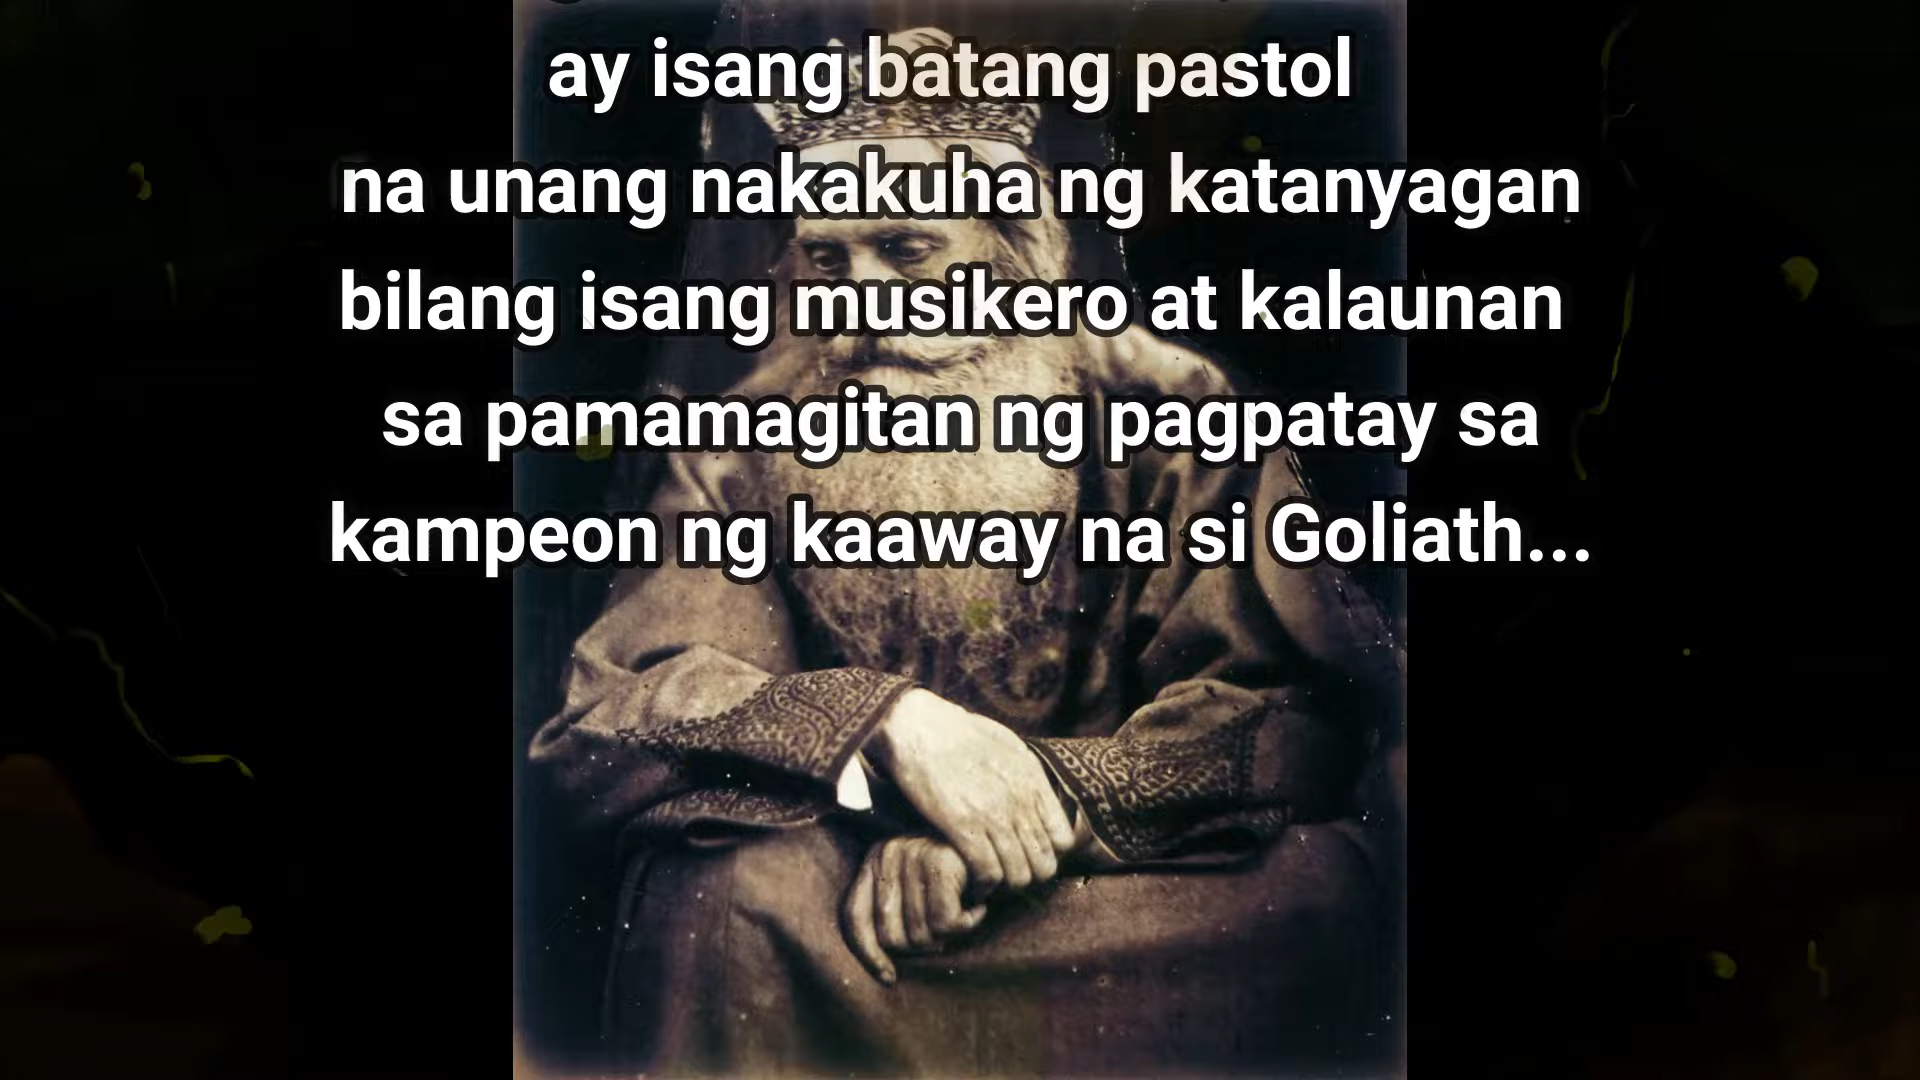 ay isang batang pastol
na unang nakakuha ng katanyagan
bilang isang musikero at kalaunan
sa pamamagitan ng pagpatay sa
kampeon ng kaaway na si Goliath...